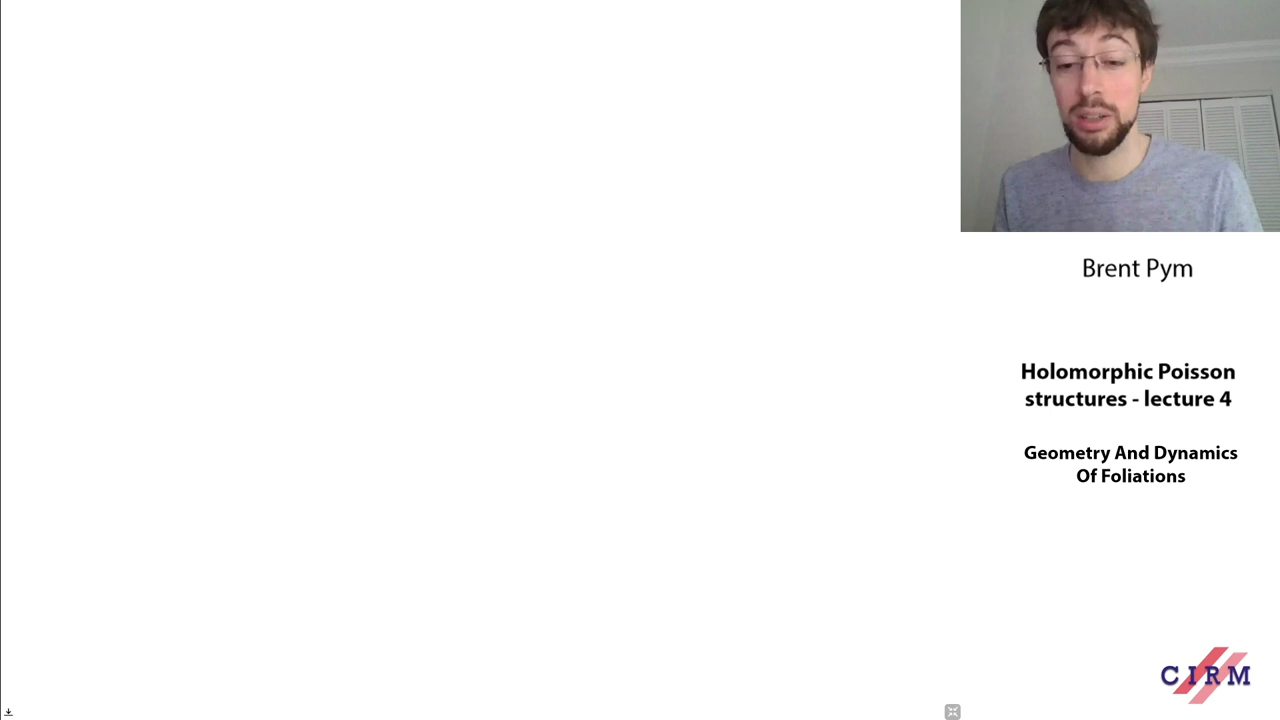 Brent Pym
Holomorphic Poisson
structures - lecture 4
Geometry And Dynamics
Of Foliations
CIRM